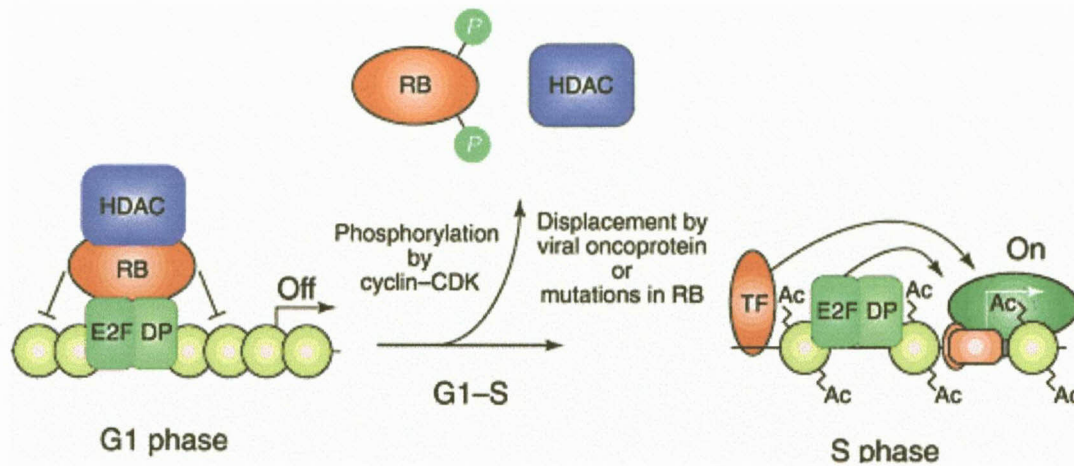 P
RB
HDAC
P
HDAC
RB
E2F DP
Off
G1 phase
Phosphorylation
by
cyclin–CDK
Displacement by
viral oncoprotein
or
mutations in RB
G1–S
On
TF
Ac
E2F DP
Ac
Ac
Ac
Ac
Ac
S phase